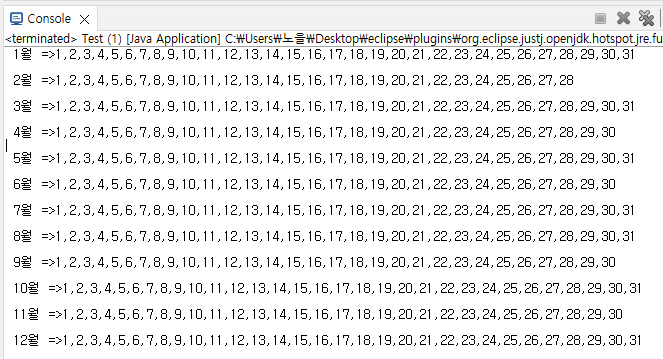 Console
<terminated> Test (1) [Java Application] C:₩Users₩노을₩Desktop₩eclipse₩plugins₩org.eclipse.justj.openjdk.hotspot.jre.fu
1월 =>1,2,3,4,5,6,7,8,9,10,11,12,13,14,15,16,17,18,19,20,21,22,23,24,25,26,27,28,29,30,31
2월 =>1,2,3,4,5,6,7,8,9,10,11,12,13,14,15,16,17,18,19,20,21,22,23,24,25,26,27,28
3월 =>1,2,3,4,5,6,7,8,9,10,11,12,13,14,15,16,17,18,19,20,21,22,23,24,25,26,27,28,29,30,31
4월 =>1,2,3,4,5,6,7,8,9,10,11,12,13,14,15,16,17,18,19,20,21,22,23,24,25,26,27,28,29,30
5월 =>1,2,3,4,5,6,7,8,9,10,11,12,13,14,15,16,17,18,19,20,21,22,23,24,25,26,27,28,29,30,31
6월 =>1,2,3,4,5,6,7,8,9,10,11,12,13,14,15,16,17,18,19,20,21,22,23,24,25,26,27,28,29,30
7월 =>1,2,3,4,5,6,7,8,9,10,11,12,13,14,15,16,17,18,19,20,21,22,23,24,25,26,27,28,29,30,31
8월 =>1,2,3,4,5,6,7,8,9,10,11,12,13,14,15,16,17,18,19,20,21,22,23,24,25,26,27,28,29,30,31
9월 =>1,2,3,4,5,6,7,8,9,10,11,12,13,14,15,16,17,18,19,20,21,22,23,24,25,26,27,28,29,30
10월 =>1,2,3,4,5,6,7,8,9,10,11,12,13,14,15,16,17,18,19,20,21,22,23,24,25,26,27,28,29,30,31
11월 =>1,2,3,4,5,6,7,8,9,10,11,12,13,14,15,16,17,18,19,20,21,22,23,24,25,26,27,28,29,30
12월 =>1,2,3,4,5,6,7,8,9,10,11,12,13,14,15,16,17,18,19,20,21,22,23,24,25,26,27,28,29,30,31